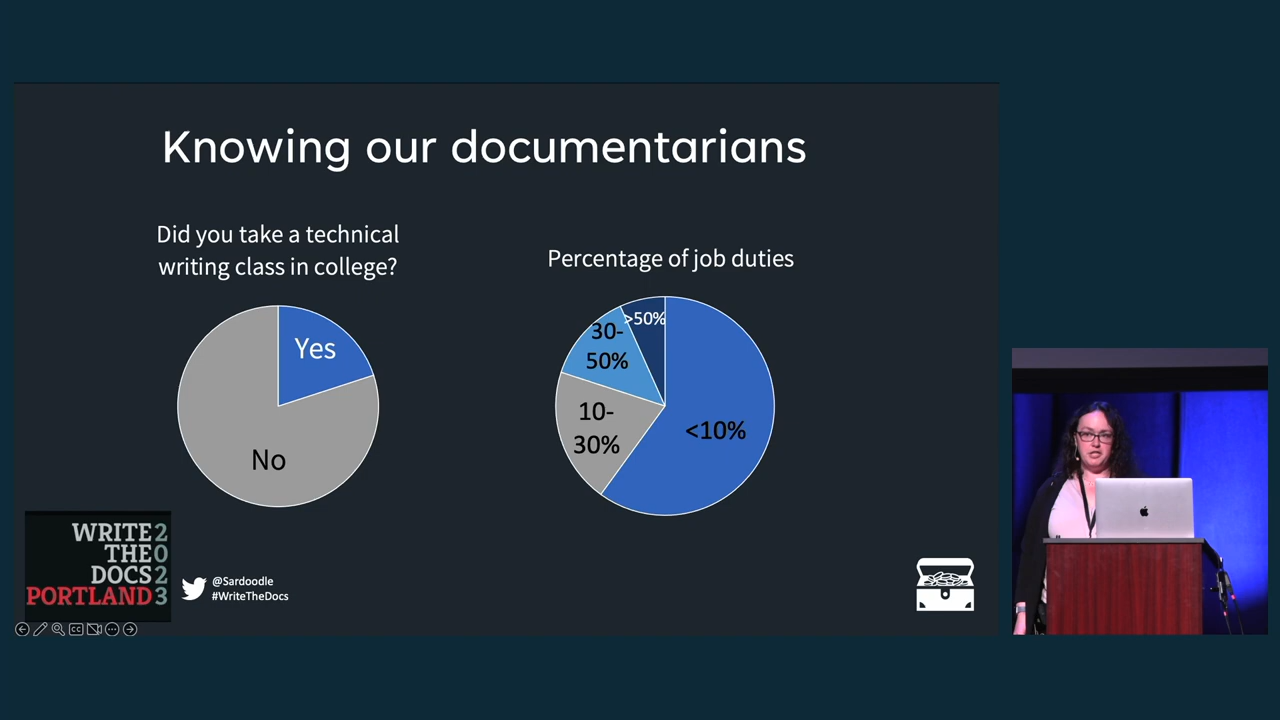 Knowing our documentarians
Did you take a technical
writing class in college?
Yes
No
Percentage of job duties
>50%
30-
50%
10-
30%
<10%
WRITE 2
THE 0
DOCS 2
PORTLAND 3
@Sardoodle
#WriteTheDocs
CC